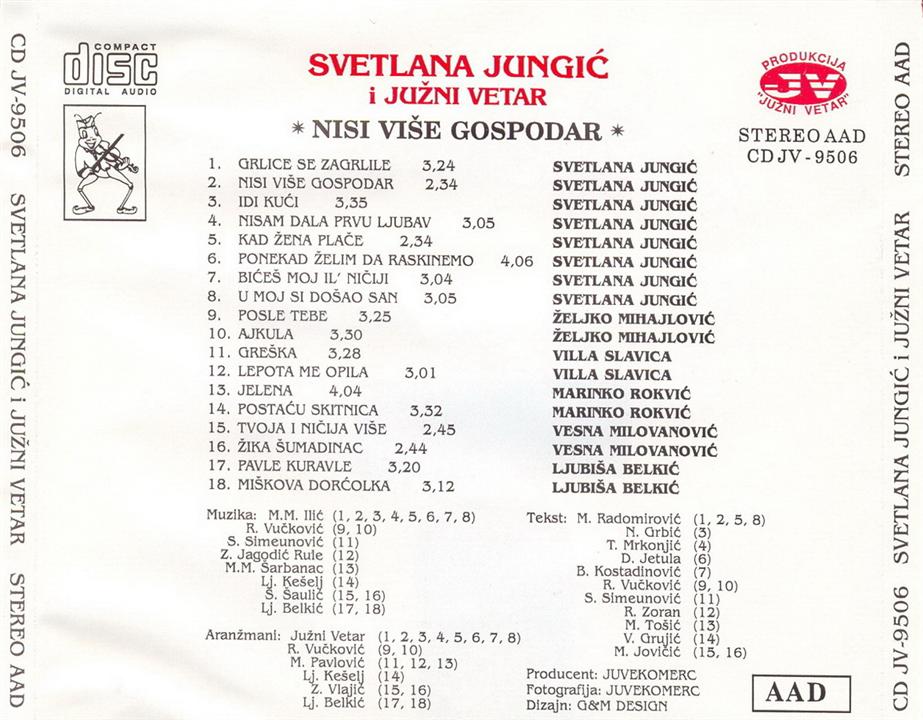 CD JV-9506 SVETLANA JUNGIĆ i JUŽNI VETAR STEREO AAD
COMPACT
disc
DIGITAL AUDIO
SVETLANA JUNGIĆ
i JUŽNI VETAR
* NISI VIŠE GOSPODAR *
PRODUKCIJA
JV
"JUŽNI VETAR"
STEREO AAD
CD JV - 9506
1. GRLICE SE ZAGRLILE 3,24 SVETLANA JUNGIĆ
2. NISI VIŠE GOSPODAR 2,34 SVETLANA JUNGIĆ
3. IDI KUĆI 3,35 SVETLANA JUNGIĆ
4. NISAM DALA PRVU LJUBAV 3,05 SVETLANA JUNGIĆ
5. KAD ŽENA PLAČE 2,34 SVETLANA JUNGIĆ
6. PONEKAD ŽELIM DA RASKINEMO 4,06 SVETLANA JUNGIĆ
7. BIĆEŠ MOJ IL' NIČIJI 3,04 SVETLANA JUNGIĆ
8. U MOJ SI DOŠAO SAN 3,05 SVETLANA JUNGIĆ
9. POSLE TEBE 3,25 ŽELJKO MIHAJLOVIĆ
10. AJKULA 3,30 ŽELJKO MIHAJLOVIĆ
11. GREŠKA 3,28 VILLA SLAVICA
12. LEPOTA ME OPILA 3,01 VILLA SLAVICA
13. JELENA 4,04 MARINKO ROKVIĆ
14. POSTAĆU SKITNICA 3,32 MARINKO ROKVIĆ
15. TVOJA I NIČIJA VIŠE 2,45 VESNA MILOVANOVIĆ
16. ŽIKA ŠUMADINAC 2,44 VESNA MILOVANOVIĆ
17. PAVLE KURAVLE 3,20 LJUBIŠA BELKIĆ
18. MIŠKOVA DORĆOLKA 3,12 LJUBIŠA BELKIĆ
Muzika: M.M. Ilić (1, 2, 3, 4, 5, 6, 7, 8)
R. Vučković (9, 10)
S. Simeunović (11)
Z. Jagodić Rule (12)
M.M. Šarbanac (13)
Lj. Kešelj (14)
S. Šaulić (15, 16)
Lj. Belkić (17, 18)
Aranžmani: Južni Vetar (1, 2, 3, 4, 5, 6, 7, 8)
R. Vučković (9, 10)
M. Pavlović (11, 12, 13)
Lj. Kešelj (14)
Z. Vlajić (15, 16)
Lj. Belkić (17, 18)
Tekst: M. Radomirović (1, 2, 5, 8)
N. Grbić (3)
T. Mrkonjić (4)
D. Jetula (6)
B. Kostadinović (7)
R. Vučković (9, 10)
S. Simeunović (11)
R. Zoran (12)
M. Tošić (13)
V. Grujić (14)
M. Jovičić (15, 16)
Producent: JUVEKOMERC
Fotografija: JUVEKOMERC
Dizajn: G&M DESIGN
AAD
CD JV-9506 SVETLANA JUNGIĆ i JUŽNI VETAR STEREO AAD